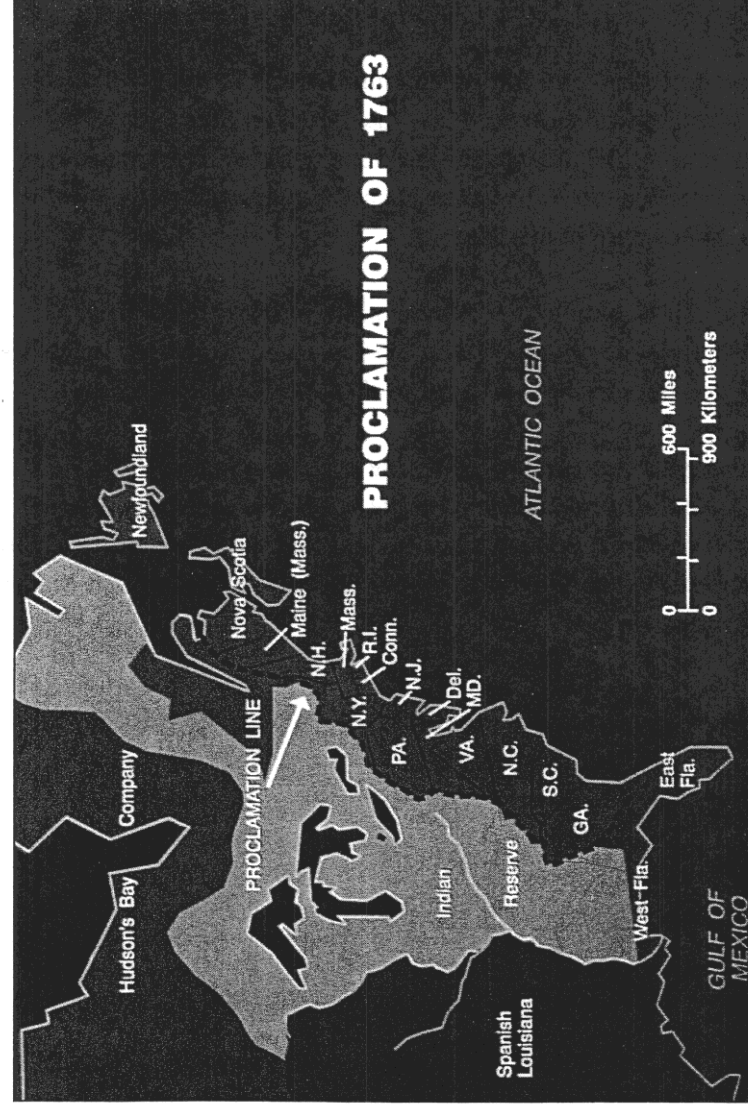 PROCLAMATION OF 1763
Hudson's Bay
Company
Newfoundland
PROCLAMATION LINE
Nova Scotia
Maine (Mass.)
N.H.
Mass.
R.I.
Conn.
N.Y.
N.J.
PA.
Del.
MD.
VA.
N.C.
S.C.
GA.
Indian
Reserve
Spanish
Louisiana
West Fla.
East
Fla.
GULF OF
MEXICO
ATLANTIC OCEAN
0 600 Miles
0 900 Kilometers